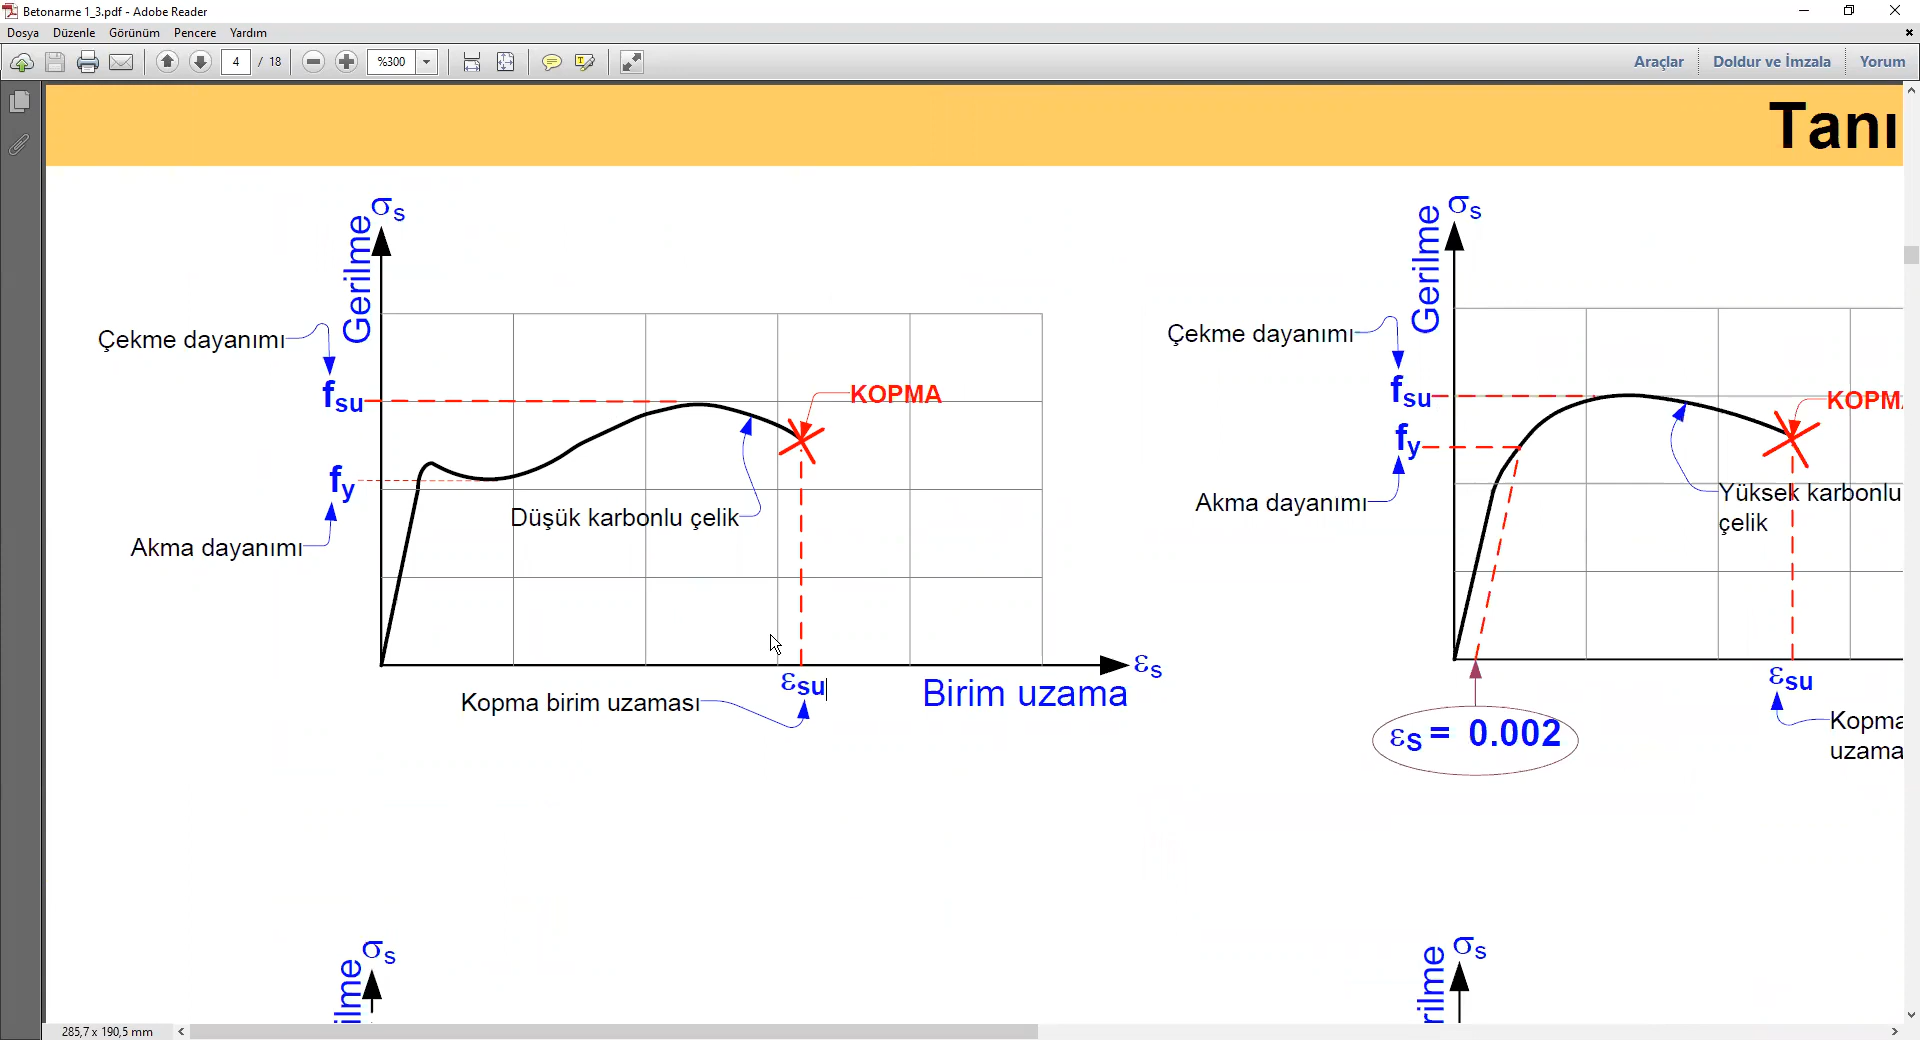 Betonarme 1_3.pdf - Adobe Reader
Dosya Düzenle Görünüm Pencere Yardım
4 / 18 %300 Araçlar Doldur ve İmzala Yorum
Tanı
σs
Gerilme
Çekme dayanımı
fsu
KOPMA
fy
Düşük karbonlu çelik
Akma dayanımı
εs
εsu
Birim uzama
Kopma birim uzaması
σs
Gerilme
Çekme dayanımı
fsu
KOPM
fy
Yüksek karbonlu
çelik
Akma dayanımı
εsu
εS = 0.002
Kopma
uzama
σs
ilme
σs
rilme
285,7 x 190,5 mm